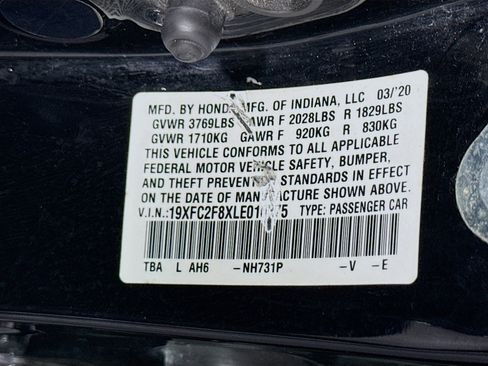 MFD. BY HONDA MFG. OF INDIANA, LLC 03/'20
GVWR 3769LBS GAWR F 2028LBS R 1829LBS
GVWR 1710KG GAWR F 920KG R 830KG
THIS VEHICLE CONFORMS TO ALL APPLICABLE
FEDERAL MOTOR VEHICLE SAFETY, BUMPER,
AND THEFT PREVENTION STANDARDS IN EFFECT
ON THE DATE OF MANUFACTURE SHOWN ABOVE.
V.I.N.: TYPE: PASSENGER CAR
TBA L AH6 -NH731P -V -E